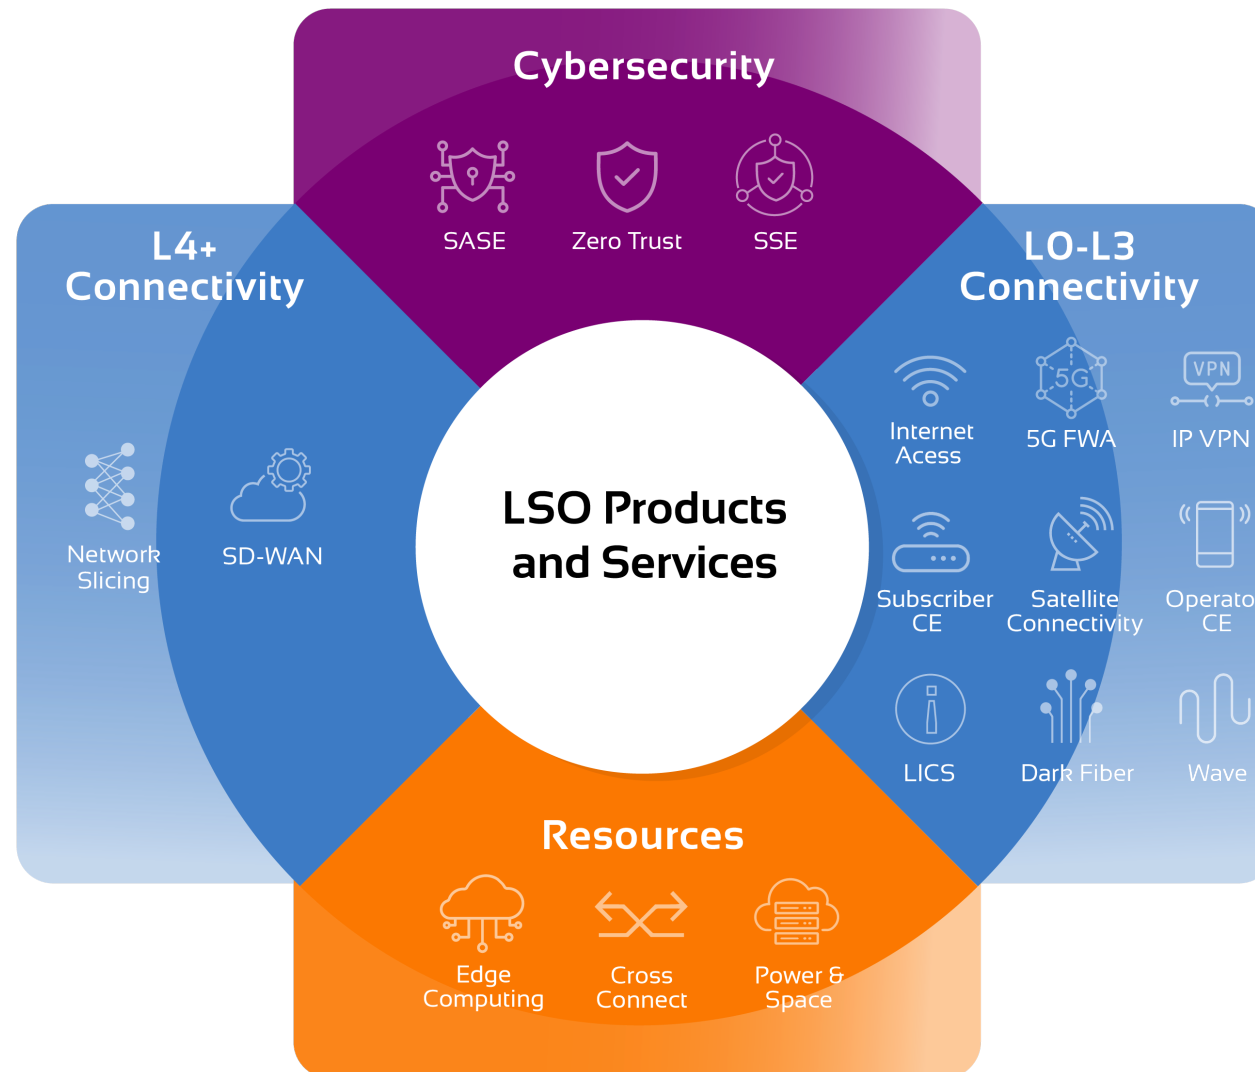 Cybersecurity
SASE
Zero Trust
SSE
L4+
Connectivity
Network
Slicing
SD-WAN
LSO Products
and Services
L0-L3
Connectivity
5G
VPN
Internet
Acess
5G FWA
IP VPN
Subscriber
CE
Satellite
Connectivity
Operato
CE
LICS
Dark Fiber
Wave
Resources
Edge
Computing
Cross
Connect
Power &
Space